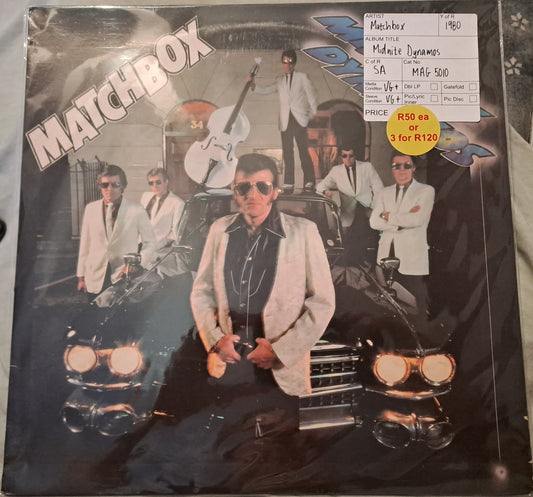 MATCHBOX
ARTIST
Matchbox
Y of R
1980
ALBUM TITLE
Midnite Dynamos
C of R
SA
Cat No
MAG 5010
Media Condition VG+
Dbl LP
Gatefold
Sleeve Condition VG+
Pic/Lyric Inner
Pic Disc
PRICE
R50 ea
or
3 for R120
34